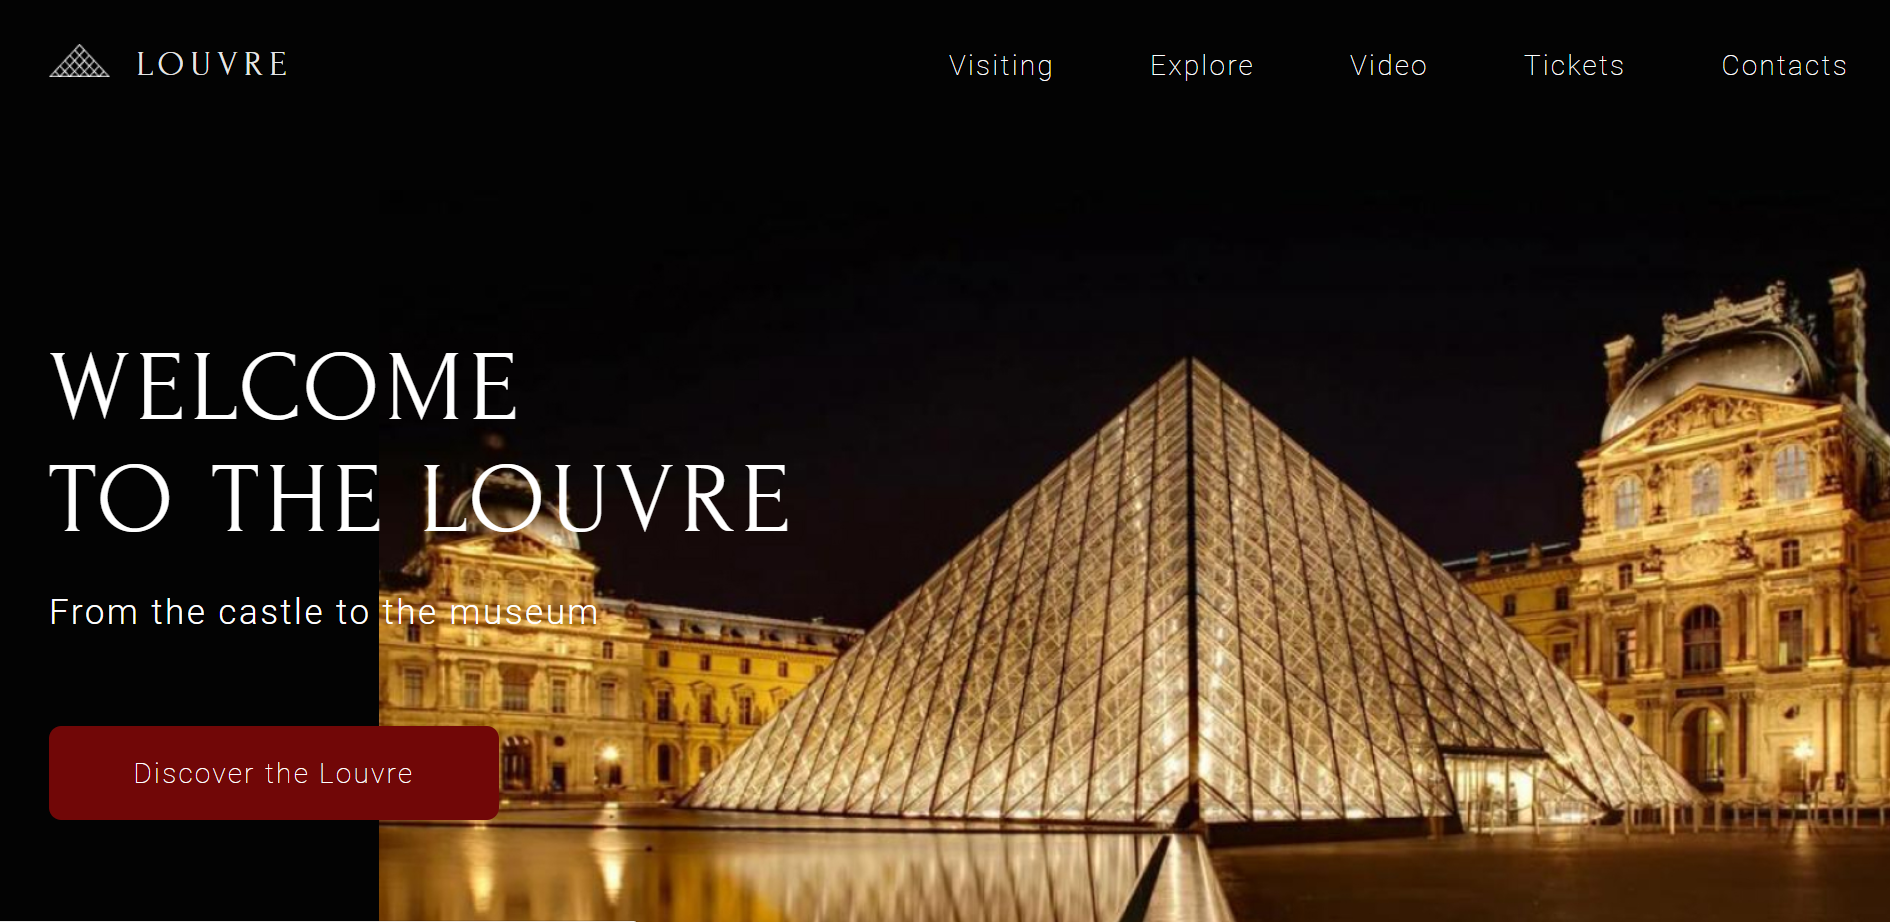 LOUVRE
Visiting
Explore
Video
Tickets
Contacts
WELCOME
TO THE LOUVRE
From the castle to the museum
Discover the Louvre